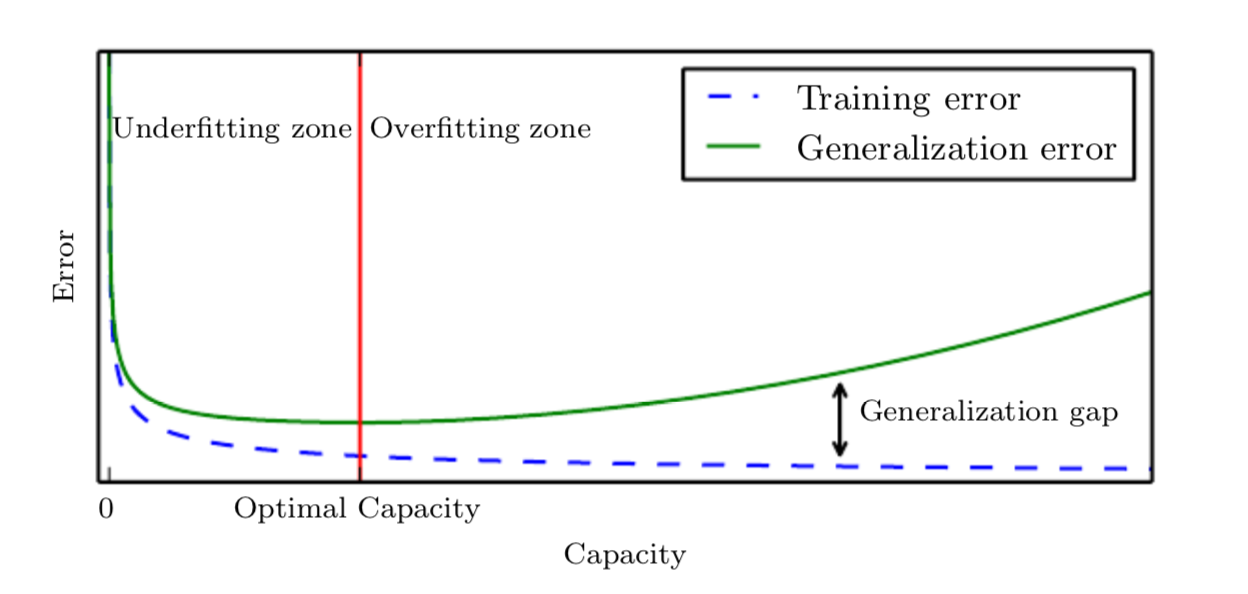 Underfitting zone
Overfitting zone
Training error
Generalization error
Error
Generalization gap
0
Optimal Capacity
Capacity